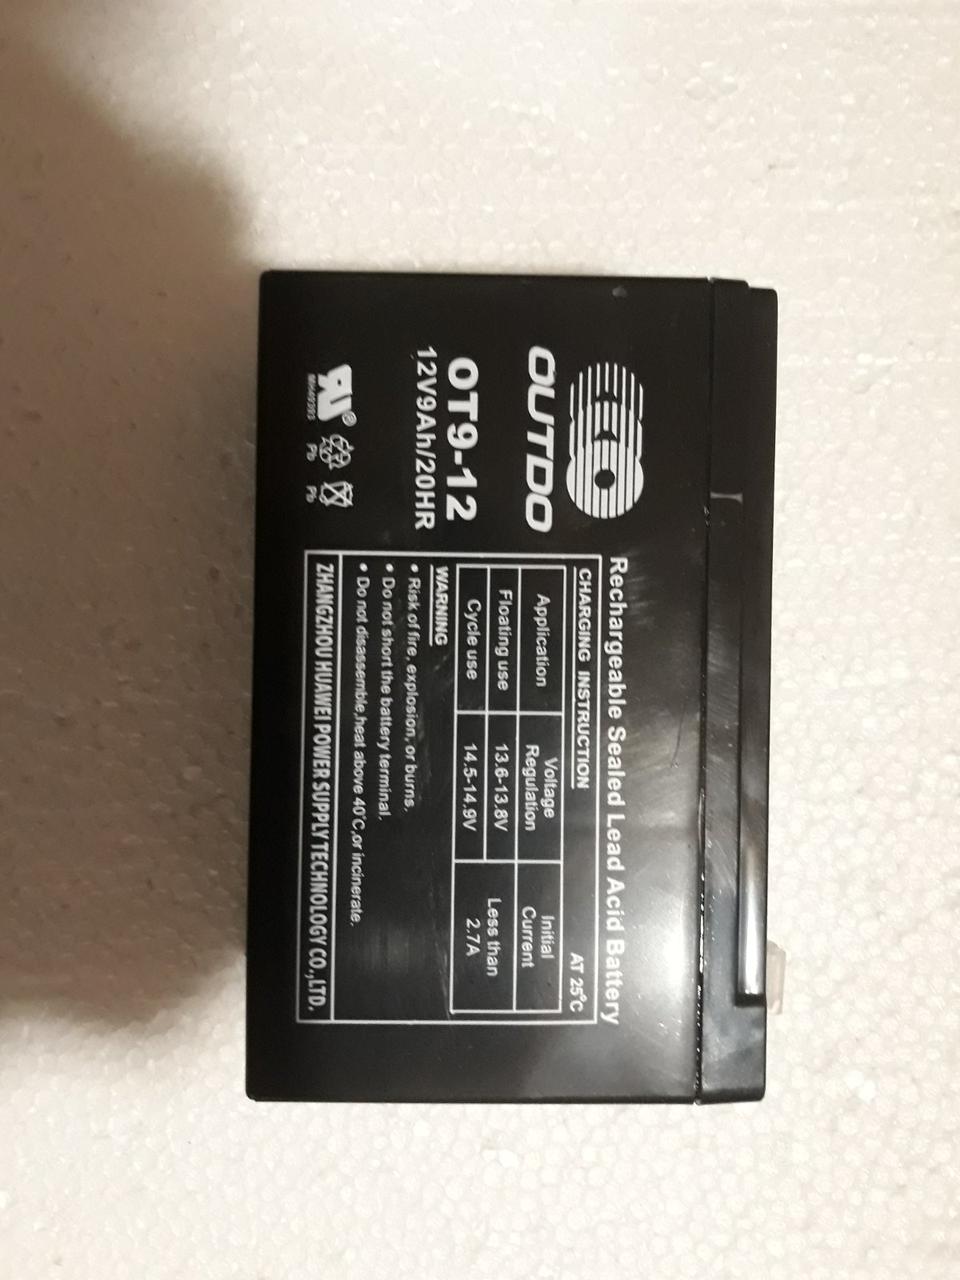 OUTDO
OT9-12
12V9Ah/20HR
Pb Pb
Rechargeable Sealed Lead Acid Battery
CHARGING INSTRUCTION AT 25°C
Application Voltage Regulation Initial Current
Floating use 13.6-13.8V Less than 2.7A
Cycle use 14.5-14.9V
WARNING
• Risk of fire, explosion, or burns.
• Do not short the battery terminal.
• Do not disassemble,heat above 40°C,or incinerate.
ZHANGZHOU HUAWEI POWER SUPPLY TECHNOLOGY CO.,LTD.